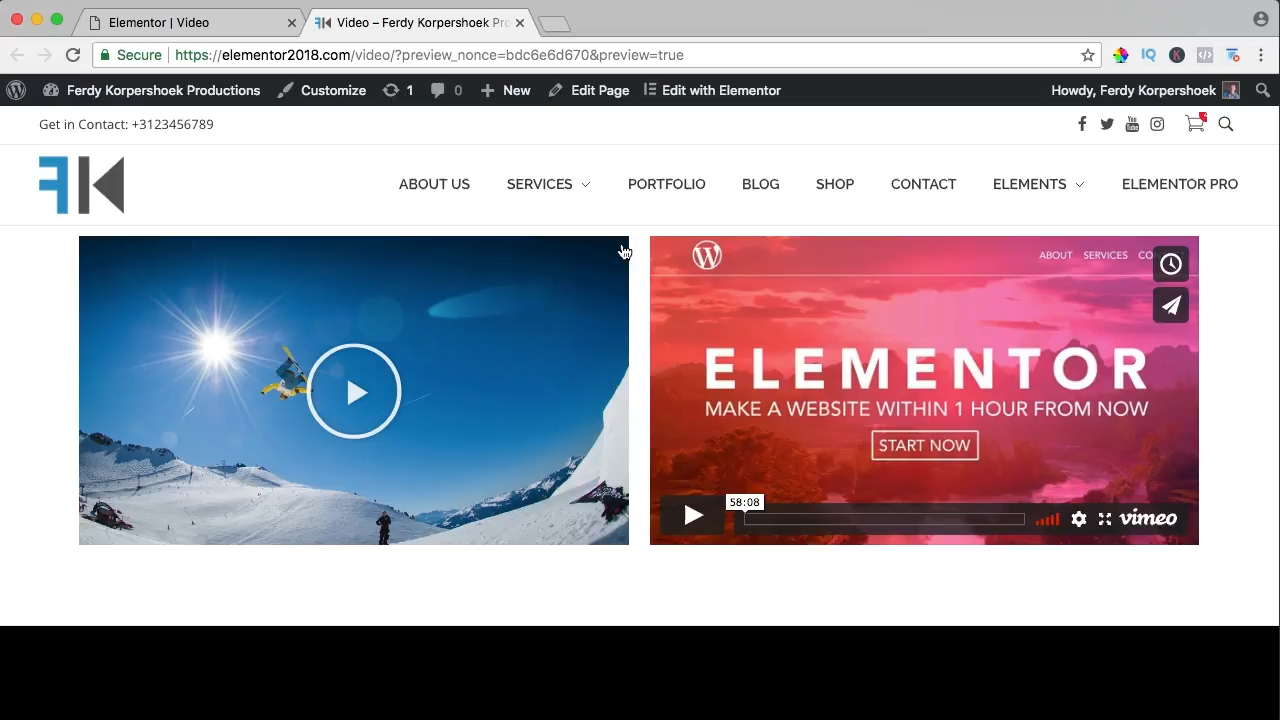 Elementor | Video
Video – Ferdy Korpershoek Pro
Secure
https://elementor2018.com/video/?preview_nonce=bdc6e6d670&preview=true
Ferdy Korpershoek Productions
Customize
1
0
New
Edit Page
Edit with Elementor
Howdy, Ferdy Korpershoek
Get in Contact: +3123456789
FK
ABOUT US
SERVICES
PORTFOLIO
BLOG
SHOP
CONTACT
ELEMENTS
ELEMENTOR PRO
ABOUT
SERVICES
CO
ELEMENTOR
MAKE A WEBSITE WITHIN 1 HOUR FROM NOW
START NOW
58:08
vimeo